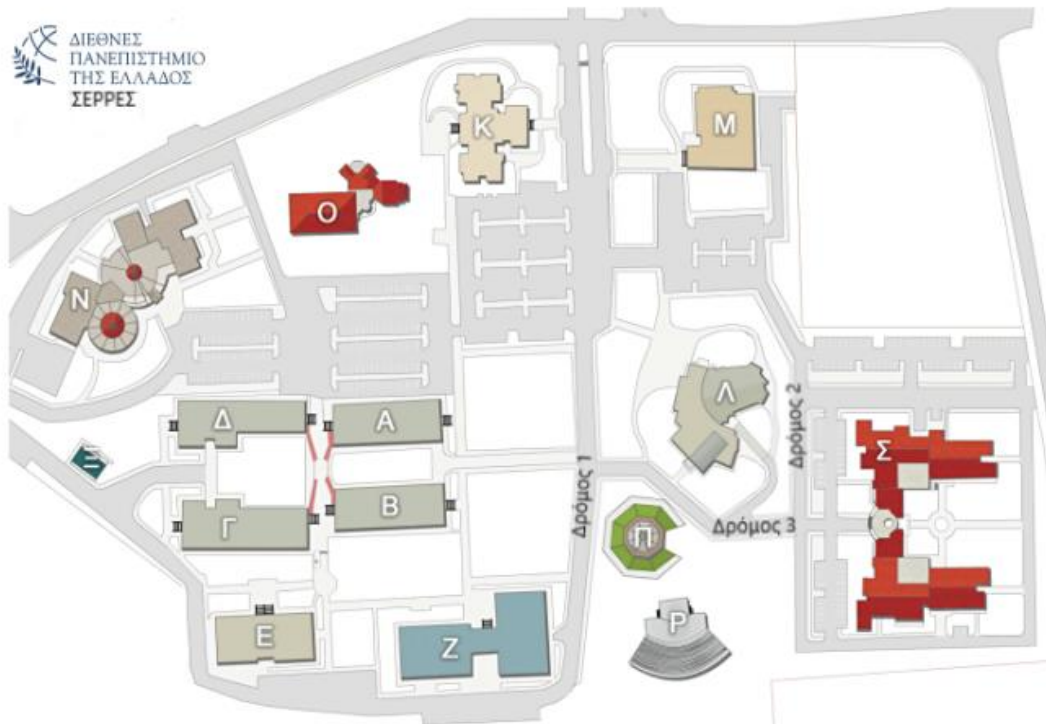 ΔΙΕΘΝΕΣ
ΠΑΝΕΠΙΣΤΗΜΙΟ
ΤΗΣ ΕΛΛΑΔΟΣ
ΣΕΡΡΕΣ
Κ
Μ
Ο
Ν
Λ
Δ
Α
Δρόμος 2
Σ
Ξ
Γ
Β
Δρόμος 1
Π
Δρόμος 3
Ε
Ζ
Ρ